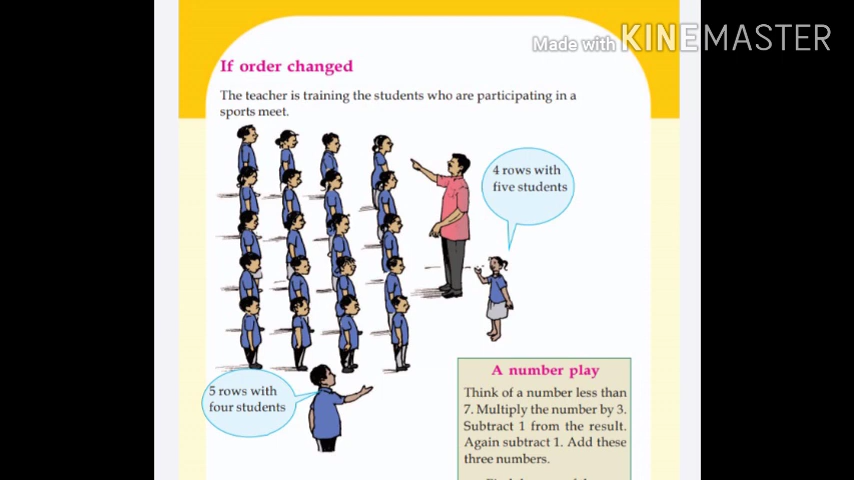 Made with KINEMASTER
If order changed
The teacher is training the students who are participating in a
sports meet.
4 rows with
five students
5 rows with
four students
A number play
Think of a number less than
7. Multiply the number by 3.
Subtract 1 from the result.
Again subtract 1. Add these
three numbers.